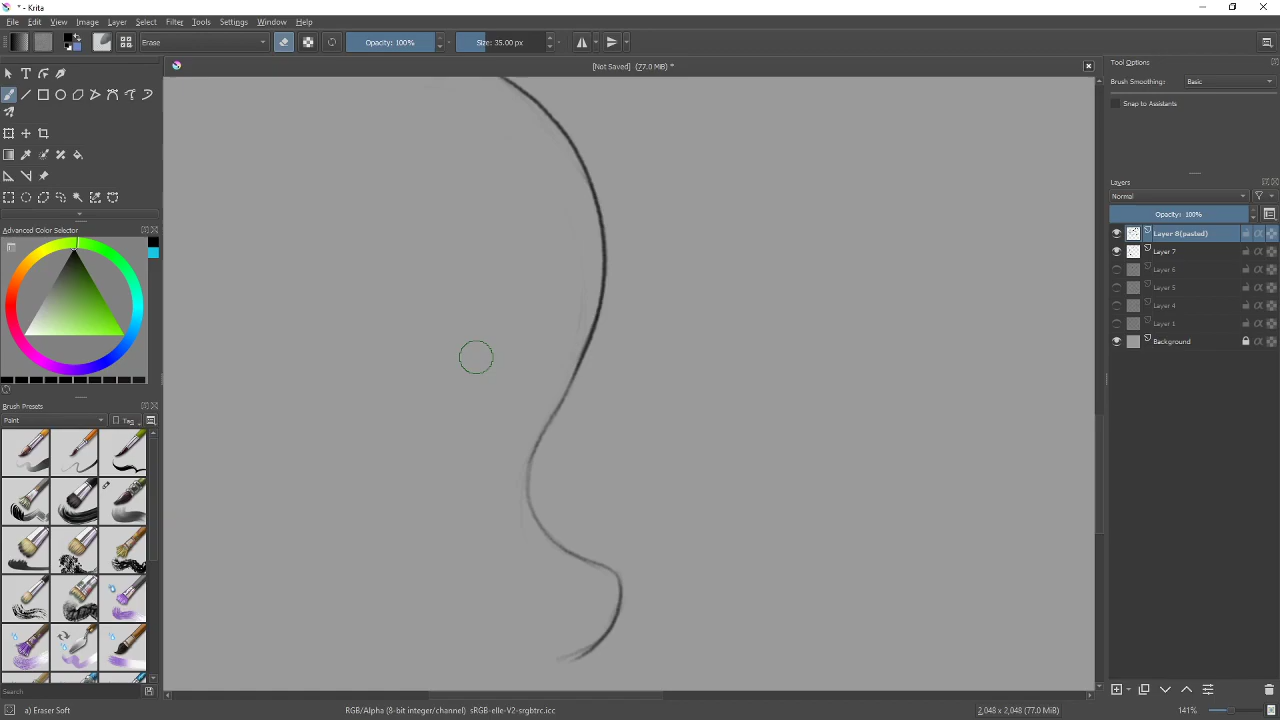 * - Krita
File Edit View Image Layer Select Filter Tools Settings Window Help
Erase Opacity: 100% Size: 35.00 px
[Not Saved] (77.0 MiB) *
Tool Options
Brush Smoothing: Basic
Snap to Assistants
Layers
Normal
Opacity: 100%
Layer 8(pasted)
Layer 7
Layer 6
Layer 5
Layer 4
Layer 1
Background
Advanced Color Selector
Brush Presets
Paint Tag
Search
a) Eraser Soft RGB/Alpha (8-bit integer/channel) sRGB-elle-V2-srgbtrc.icc 2,048 x 2,048 (77.0 MiB) 141%